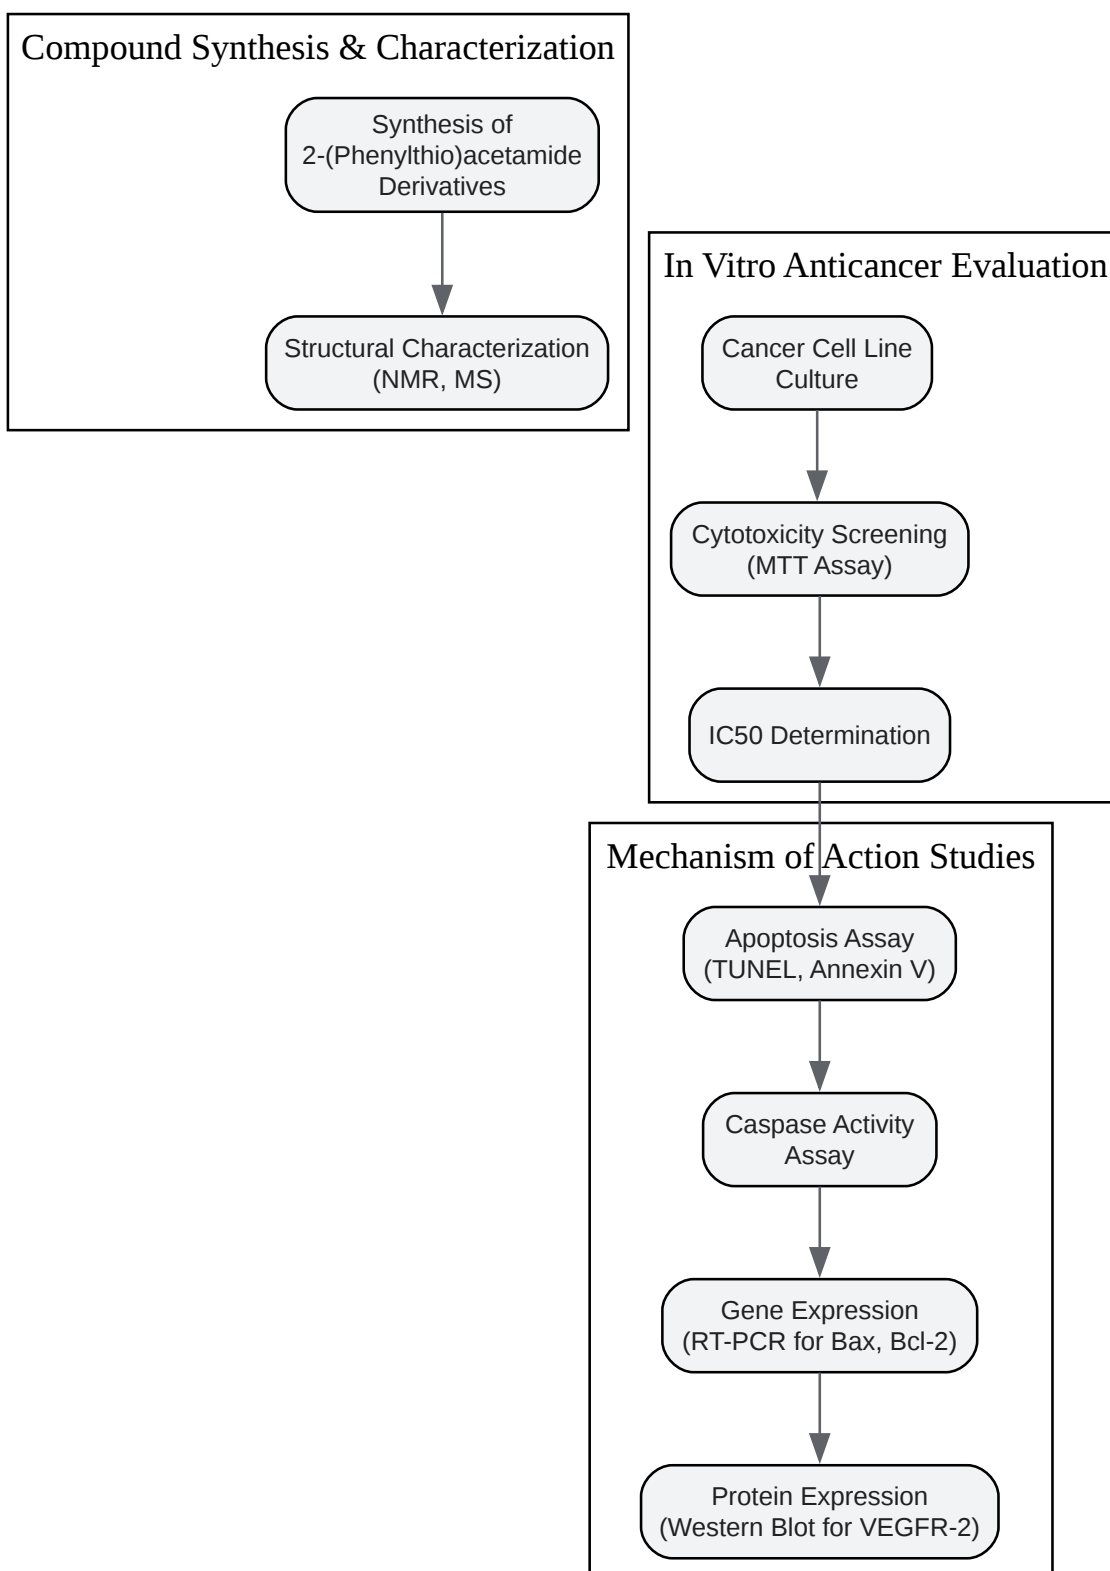 Compound Synthesis & Characterization
Synthesis of
2-(Phenylthio)acetamide
Derivatives
Structural Characterization
(NMR, MS)
In Vitro Anticancer Evaluation
Cancer Cell Line
Culture
Cytotoxicity Screening
(MTT Assay)
IC50 Determination
Mechanism of Action Studies
Apoptosis Assay
(TUNEL, Annexin V)
Caspase Activity
Assay
Gene Expression
(RT-PCR for Bax, Bcl-2)
Protein Expression
(Western Blot for VEGFR-2)